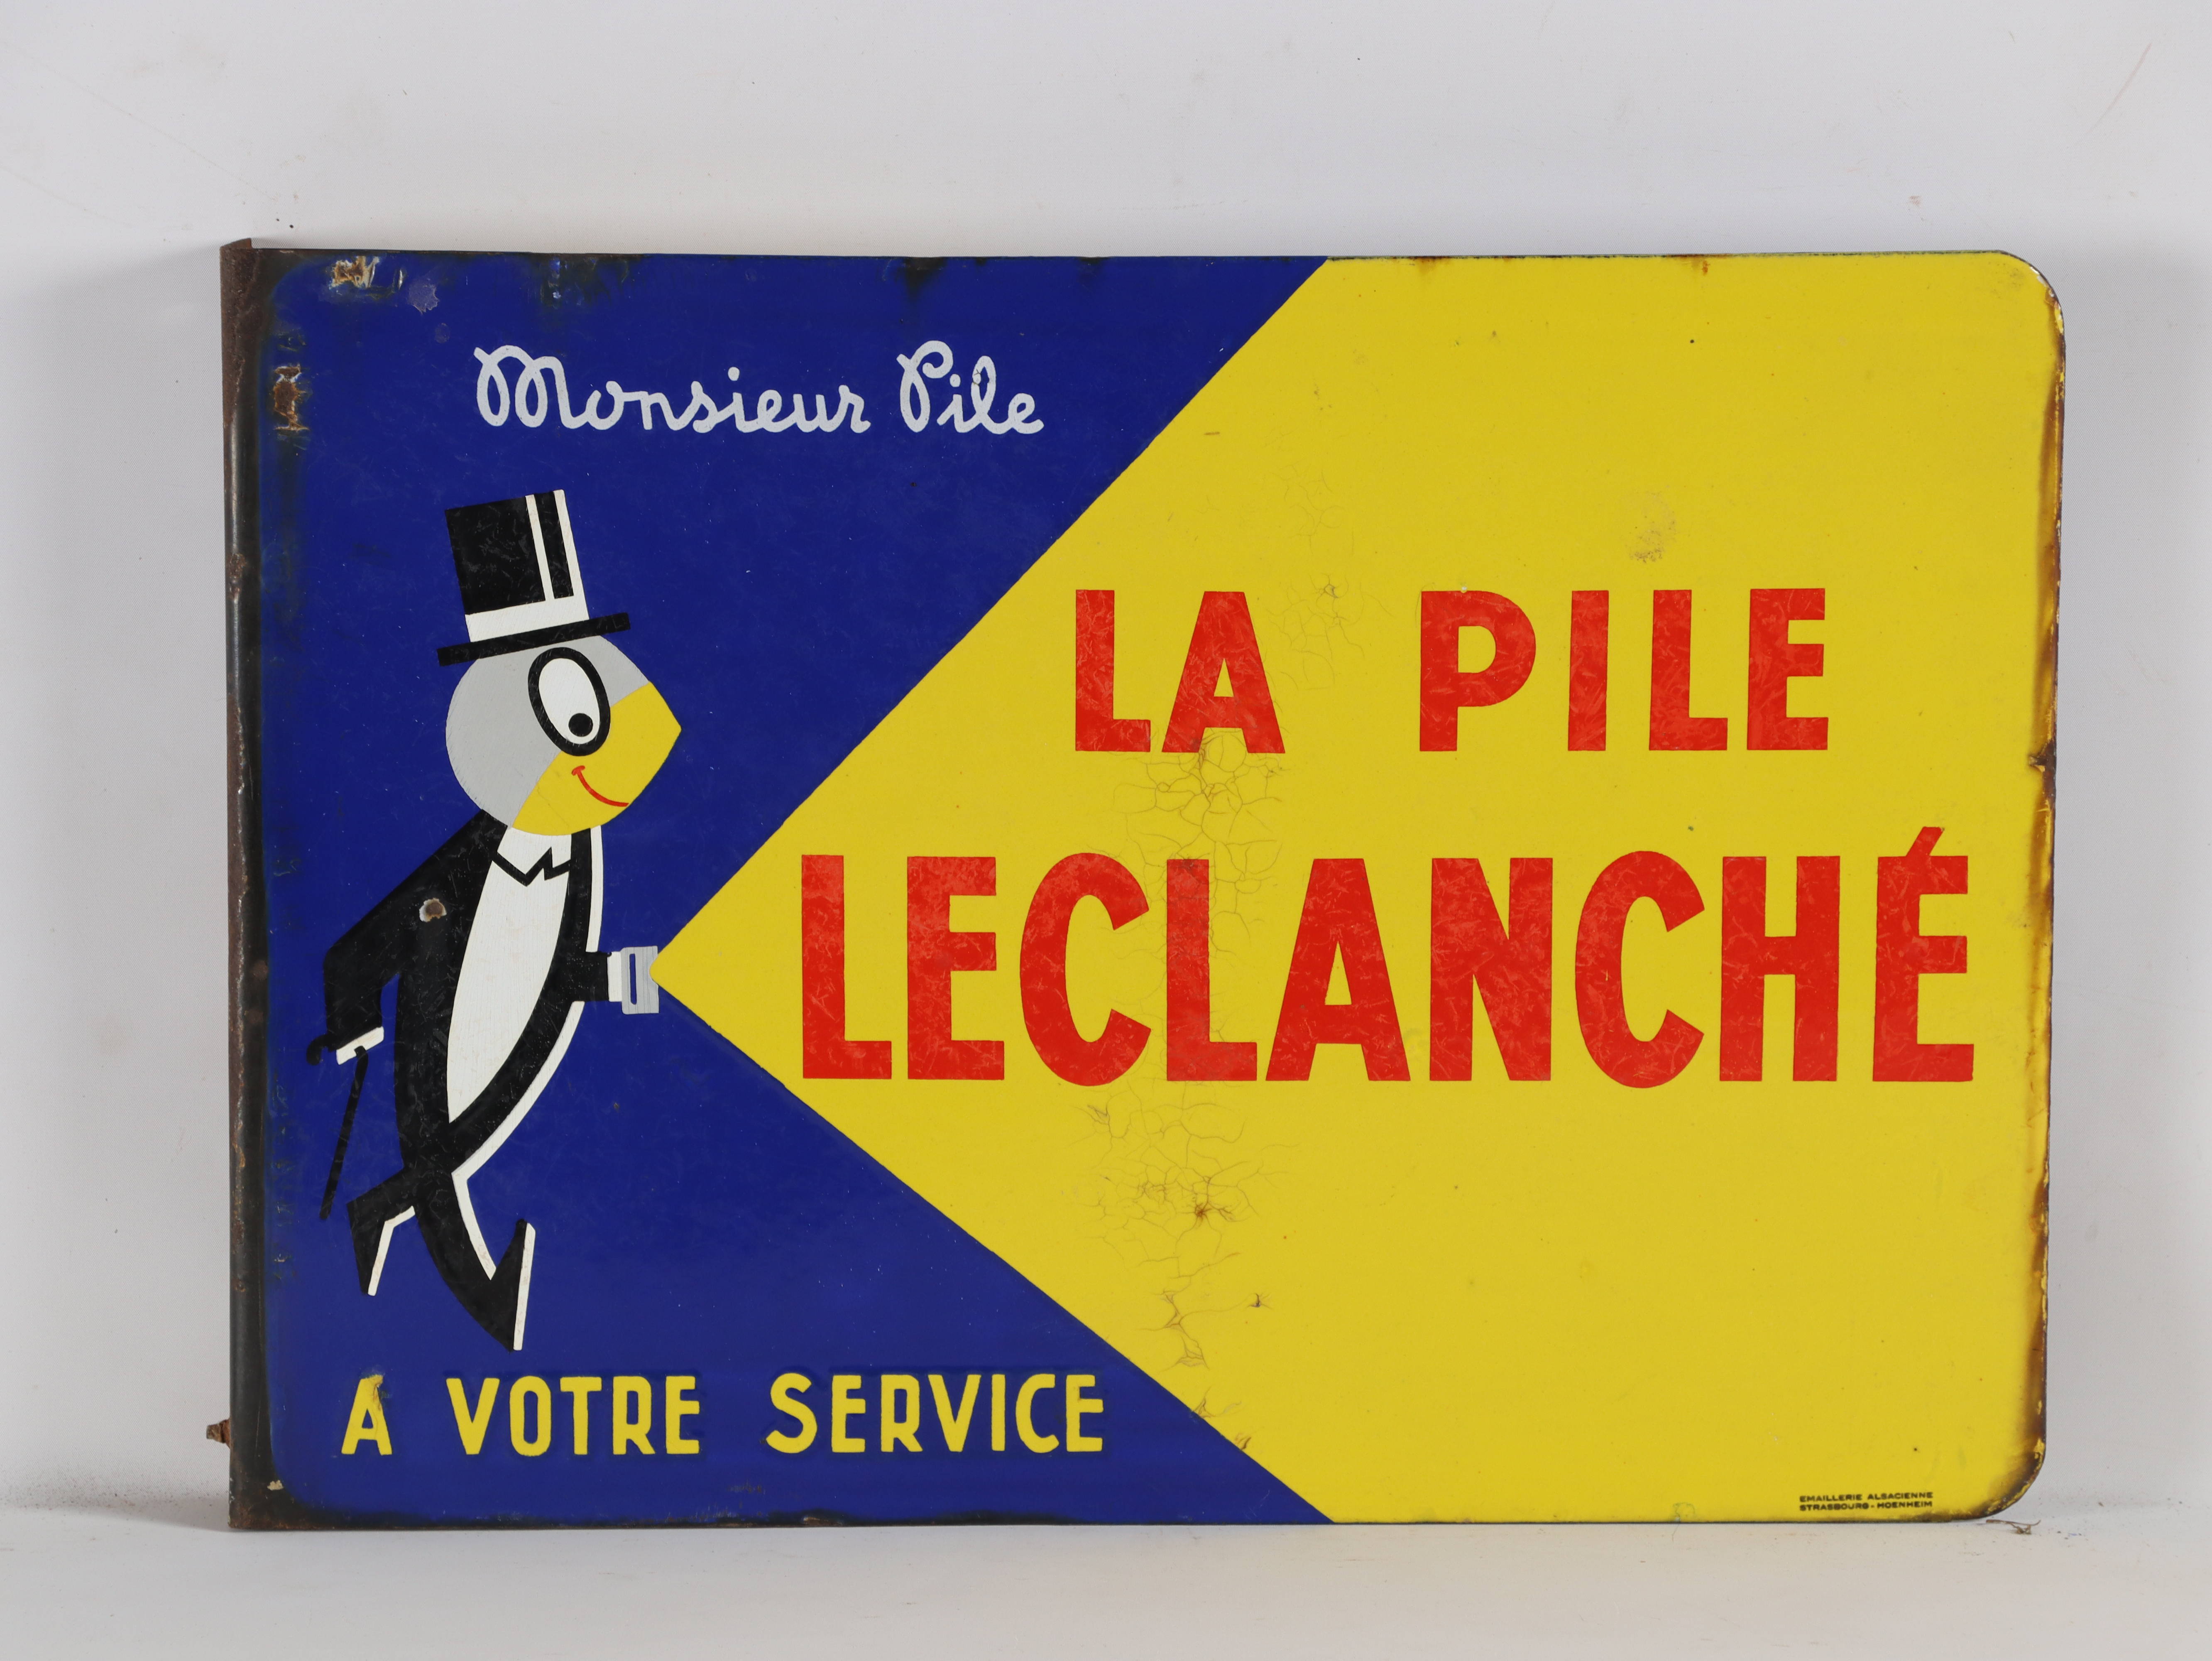 Monsieur Pile
LA PILE
LECLANCHÉ
A VOTRE SERVICE
EMAILLERIE ALSACIENNE
STRASBOURG - HOENHEIM